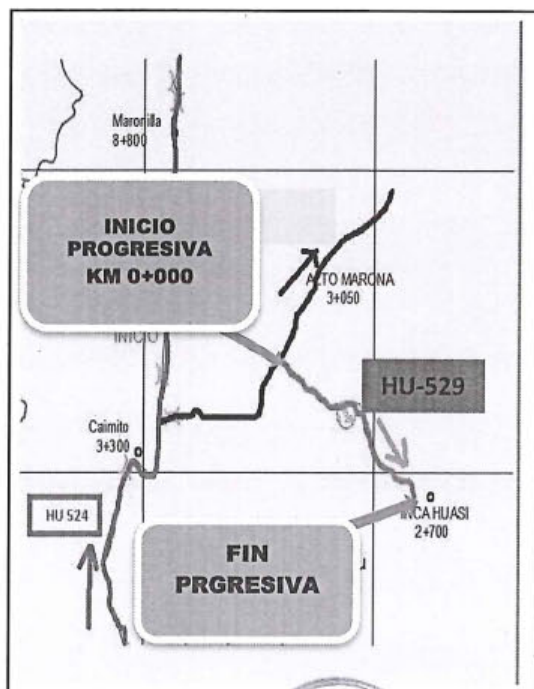 Maronilla
8+800
INICIO
PROGRESIVA
KM 0+000
ALTO MARONA
3+050
INICIO
HU-529
Caimito
3+300
HU 524
INCA HUASI
2+700
FIN
PRGRESIVA